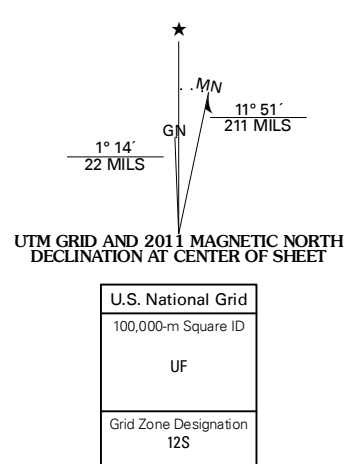 ★
MN
GN
11° 51´
211 MILS
1° 14´
22 MILS
UTM GRID AND 2011 MAGNETIC NORTH
DECLINATION AT CENTER OF SHEET
U.S. National Grid
100,000-m Square ID
UF
Grid Zone Designation
12S